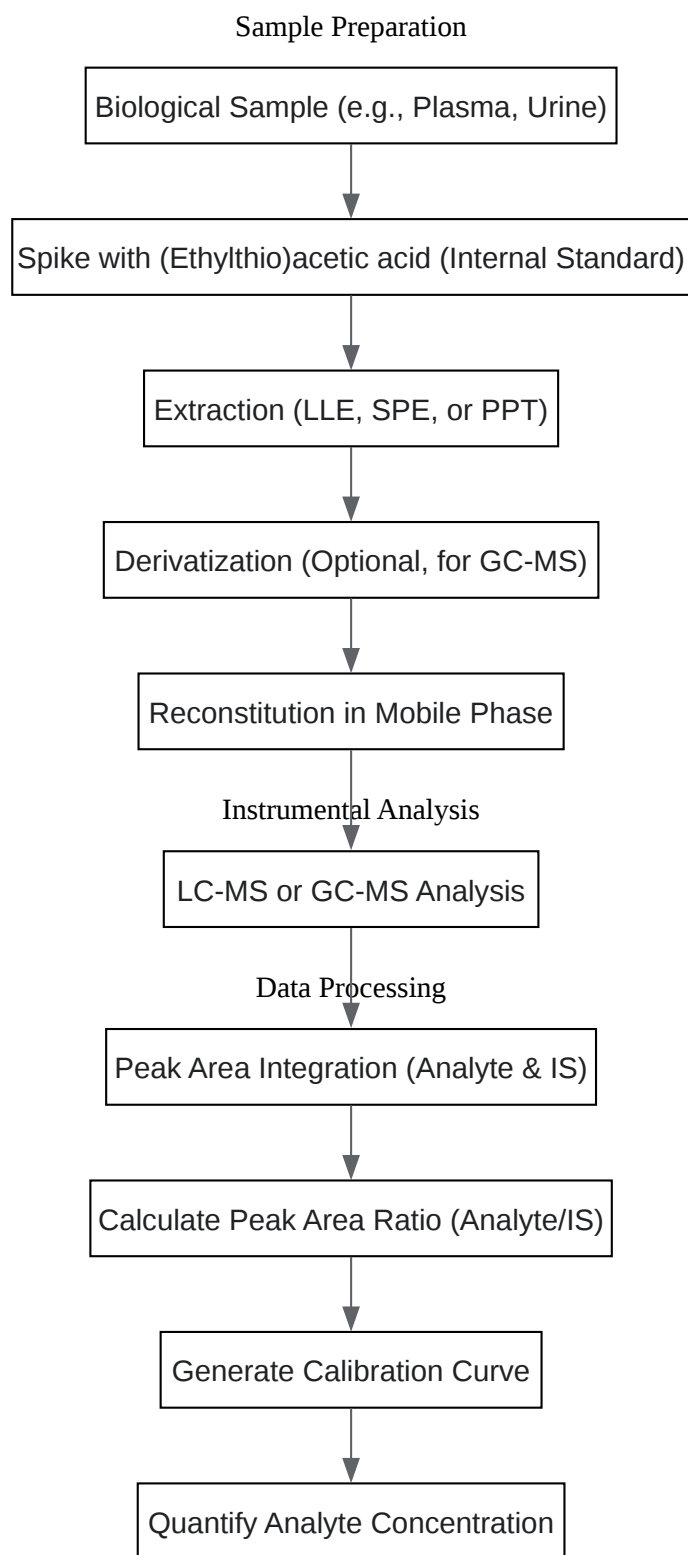 Sample Preparation
Biological Sample (e.g., Plasma, Urine)
Spike with (Ethylthio)acetic acid (Internal Standard)
Extraction (LLE, SPE, or PPT)
Derivatization (Optional, for GC-MS)
Reconstitution in Mobile Phase
Instrumental Analysis
LC-MS or GC-MS Analysis
Data Processing
Peak Area Integration (Analyte & IS)
Calculate Peak Area Ratio (Analyte/IS)
Generate Calibration Curve
Quantify Analyte Concentration